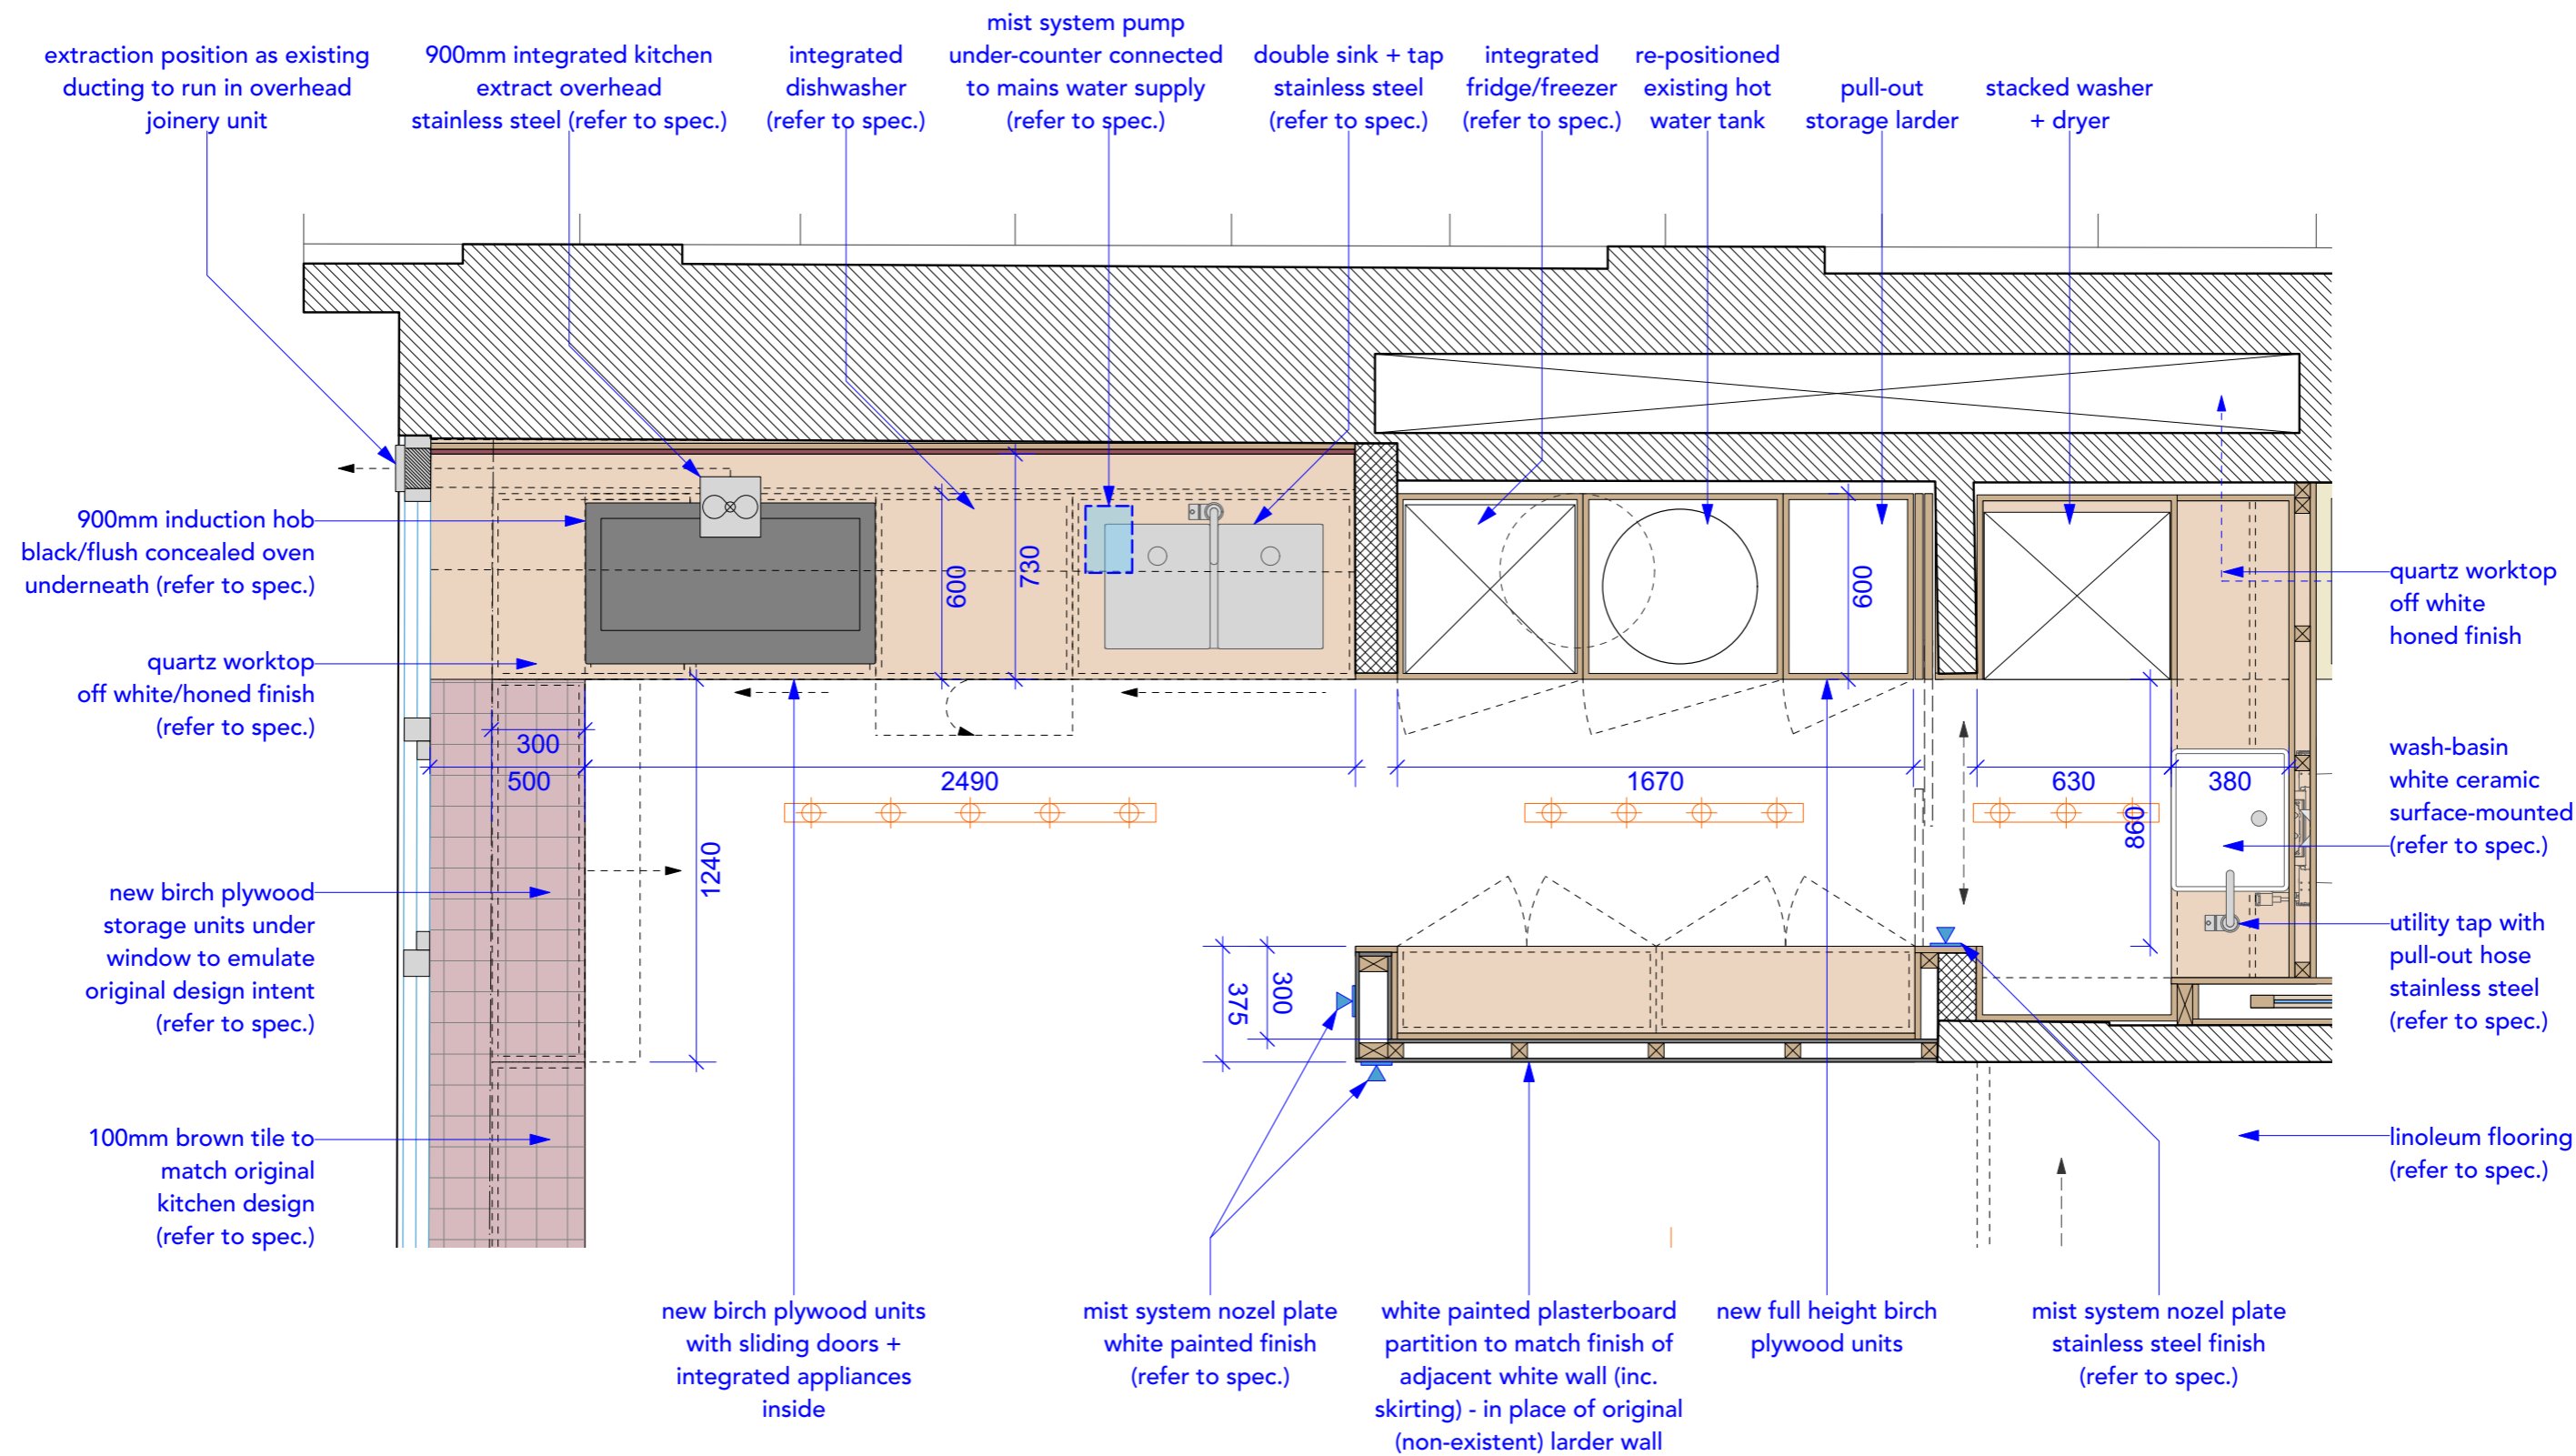 mist system pump
under-counter connected
to mains water supply
(refer to spec.)
extraction position as existing
ducting to run in overhead
joinery unit
900mm integrated kitchen
extract overhead
stainless steel (refer to spec.)
integrated
dishwasher
(refer to spec.)
double sink + tap
stainless steel
(refer to spec.)
integrated
fridge/freezer
(refer to spec.)
re-positioned
existing hot
water tank
pull-out
storage larder
stacked washer
+ dryer
900mm induction hob
black/flush concealed oven
underneath (refer to spec.)
600
730
600
quartz worktop
off white
honed finish
quartz worktop
off white/honed finish
(refer to spec.)
300
500
2490
1670
630
380
860
1240
wash-basin
white ceramic
surface-mounted
(refer to spec.)
new birch plywood
storage units under
window to emulate
original design intent
(refer to spec.)
375
300
utility tap with
pull-out hose
stainless steel
(refer to spec.)
100mm brown tile to
match original
kitchen design
(refer to spec.)
linoleum flooring
(refer to spec.)
new birch plywood units
with sliding doors +
integrated appliances
inside
mist system nozel plate
white painted finish
(refer to spec.)
white painted plasterboard
partition to match finish of
adjacent white wall (inc.
skirting) - in place of original
(non-existent) larder wall
new full height birch
plywood units
mist system nozel plate
stainless steel finish
(refer to spec.)